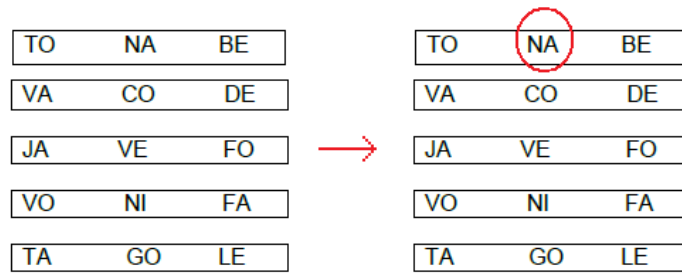 TO NA BE
VA CO DE
JA VE FO
VO NI FA
TA GO LE
TO NA BE
VA CO DE
JA VE FO
VO NI FA
TA GO LE